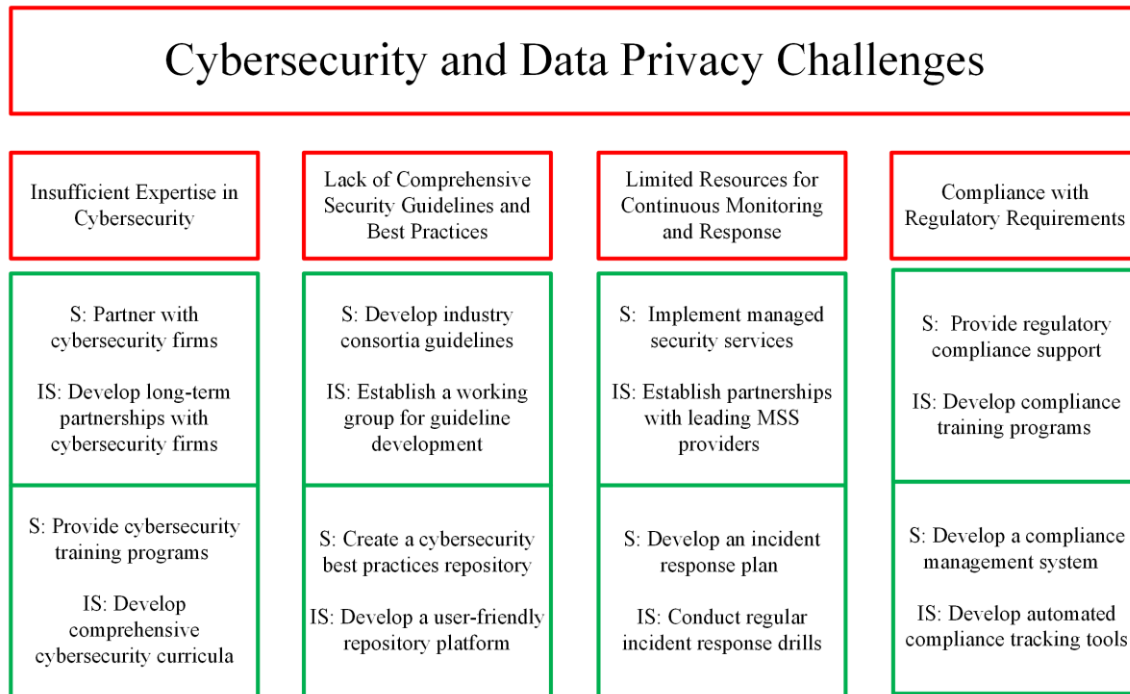 Cybersecurity and Data Privacy Challenges
Insufficient Expertise in
Cybersecurity
Lack of Comprehensive
Security Guidelines and
Best Practices
Limited Resources for
Continuous Monitoring
and Response
Compliance with
Regulatory Requirements
S: Partner with
cybersecurity firms
IS: Develop long-term
partnerships with
cybersecurity firms
S: Develop industry
consortia guidelines
IS: Establish a working
group for guideline
development
S: Implement managed
security services
IS: Establish partnerships
with leading MSS
providers
S: Provide regulatory
compliance support
IS: Develop compliance
training programs
S: Provide cybersecurity
training programs
IS: Develop
comprehensive
cybersecurity curricula
S: Create a cybersecurity
best practices repository
IS: Develop a user-friendly
repository platform
S: Develop an incident
response plan
IS: Conduct regular
incident response drills
S: Develop a compliance
management system
IS: Develop automated
compliance tracking tools